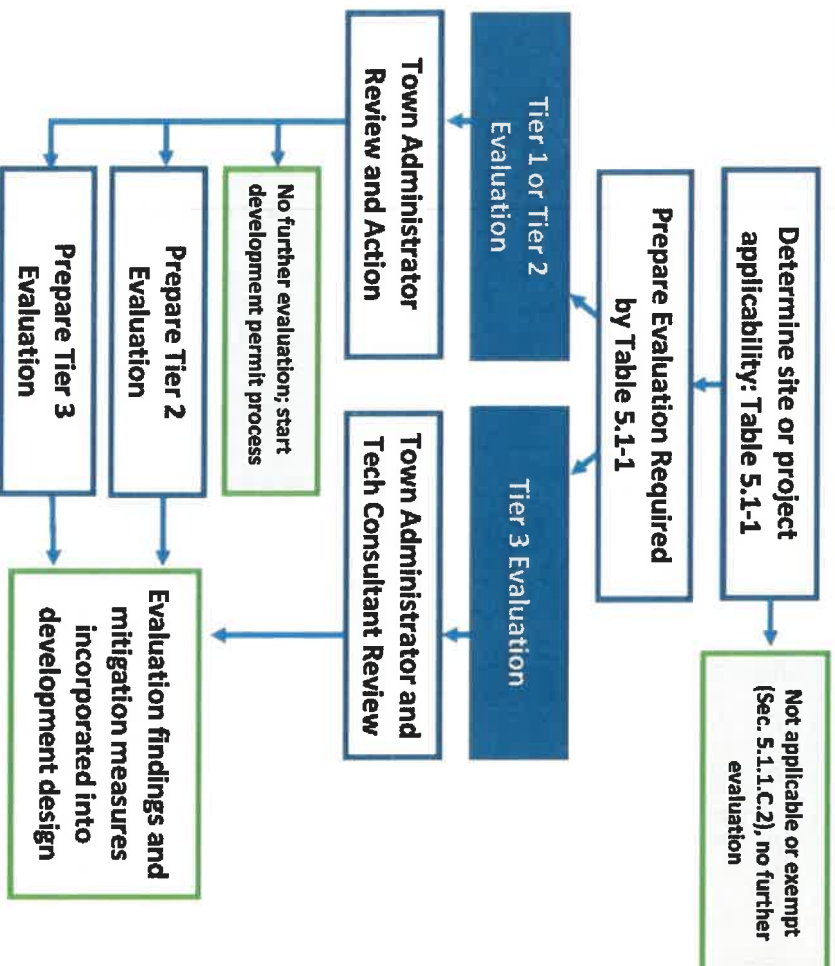 Determine site or project
applicability: Table 5.1-1
Not applicable or exempt
(Sec. 5.1.1.C.2), no further
evaluation
Prepare Evaluation Required
by Table 5.1-1
Tier 1 or Tier 2
Evaluation
Tier 3 Evaluation
Town Administrator
Review and Action
Town Administrator and
Tech Consultant Review
No further evaluation; start
development permit process
Prepare Tier 2
Evaluation
Prepare Tier 3
Evaluation
Evaluation findings and
mitigation measures
incorporated into
development design